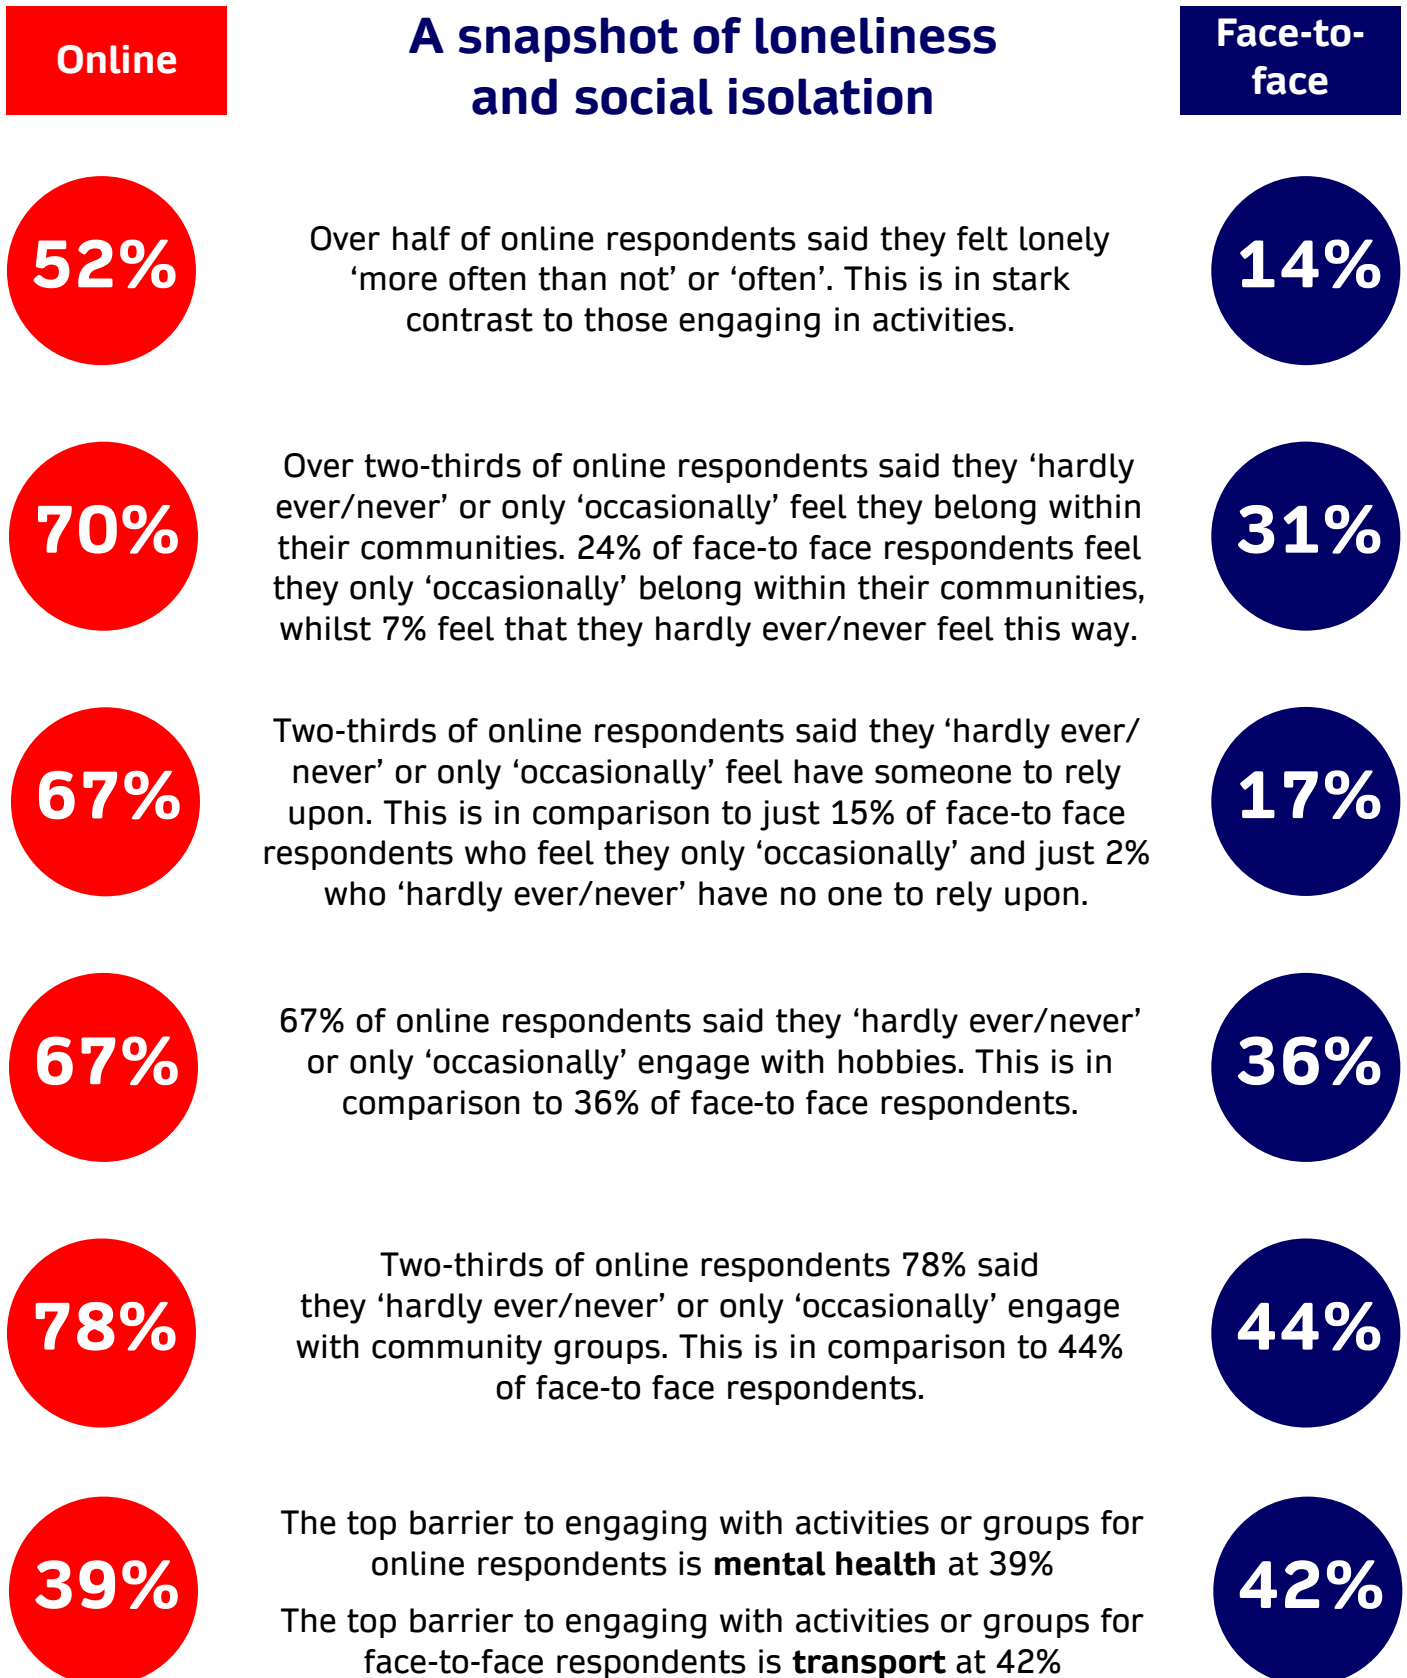 Online
A snapshot of loneliness
and social isolation
Face-to-
face
52%
Over half of online respondents said they felt lonely
‘more often than not’ or ‘often’. This is in stark
contrast to those engaging in activities.
14%
70%
Over two-thirds of online respondents said they ‘hardly
ever/never’ or only ‘occasionally’ feel they belong within
their communities. 24% of face-to face respondents feel
they only ‘occasionally’ belong within their communities,
whilst 7% feel that they hardly ever/never feel this way.
31%
67%
Two-thirds of online respondents said they ‘hardly ever/
never’ or only ‘occasionally’ feel have someone to rely
upon. This is in comparison to just 15% of face-to face
respondents who feel they only ‘occasionally’ and just 2%
who ‘hardly ever/never’ have no one to rely upon.
17%
67%
67% of online respondents said they ‘hardly ever/never’
or only ‘occasionally’ engage with hobbies. This is in
comparison to 36% of face-to face respondents.
36%
78%
Two-thirds of online respondents 78% said
they ‘hardly ever/never’ or only ‘occasionally’ engage
with community groups. This is in comparison to 44%
of face-to face respondents.
44%
39%
The top barrier to engaging with activities or groups for
online respondents is mental health at 39%
The top barrier to engaging with activities or groups for
face-to-face respondents is transport at 42%
42%